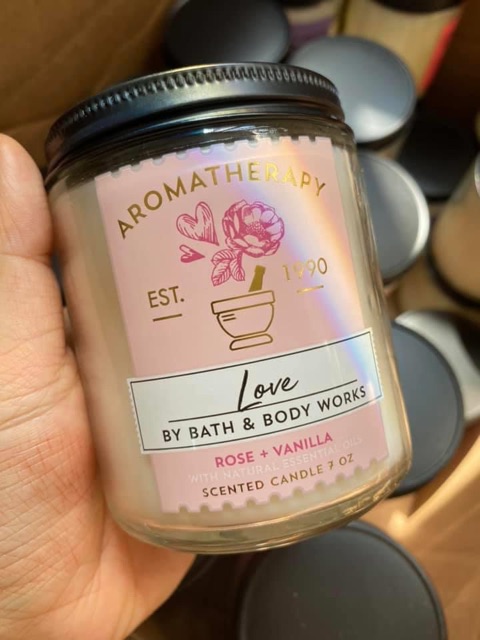 AROMATHERAPY
EST. 1990
Love
BY BATH & BODY WORKS
ROSE + VANILLA
WITH NATURAL ESSENTIAL OILS
SCENTED CANDLE 7 OZ